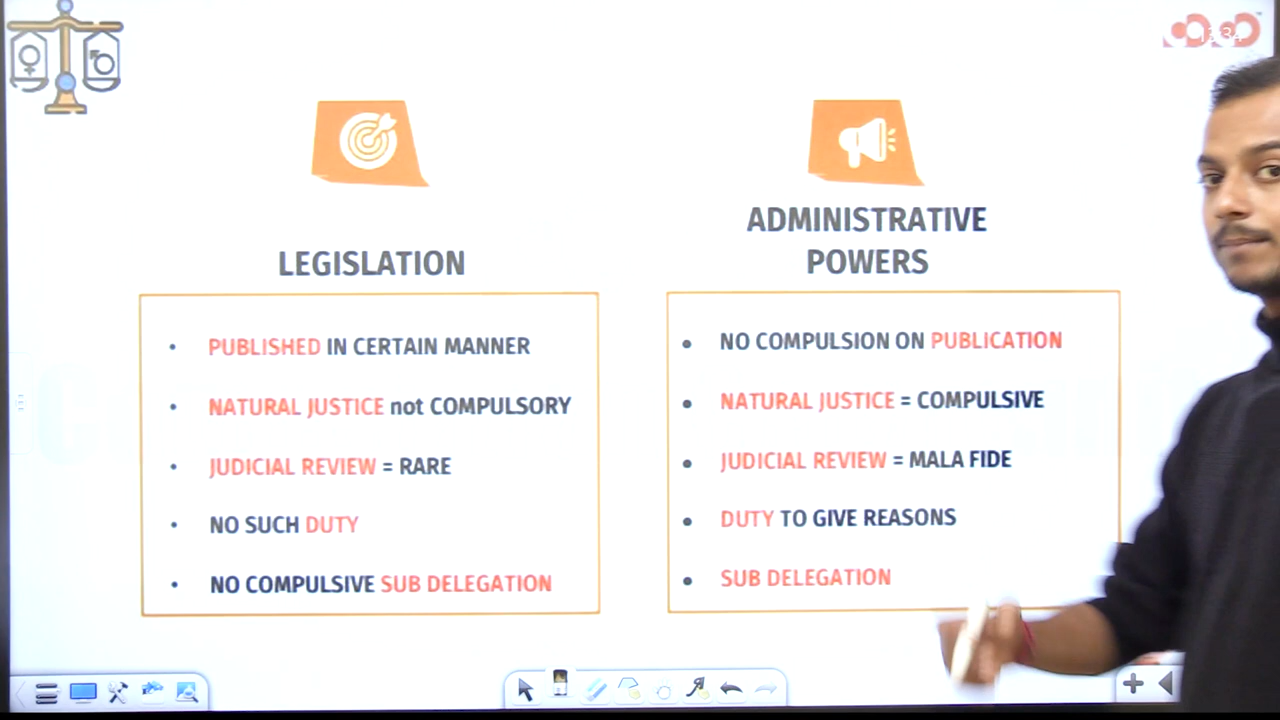 12:34
LEGISLATION
PUBLISHED IN CERTAIN MANNER
NATURAL JUSTICE not COMPULSORY
JUDICIAL REVIEW = RARE
NO SUCH DUTY
NO COMPULSIVE SUB DELEGATION
ADMINISTRATIVE
POWERS
NO COMPULSION ON PUBLICATION
NATURAL JUSTICE = COMPULSIVE
JUDICIAL REVIEW = MALA FIDE
DUTY TO GIVE REASONS
SUB DELEGATION